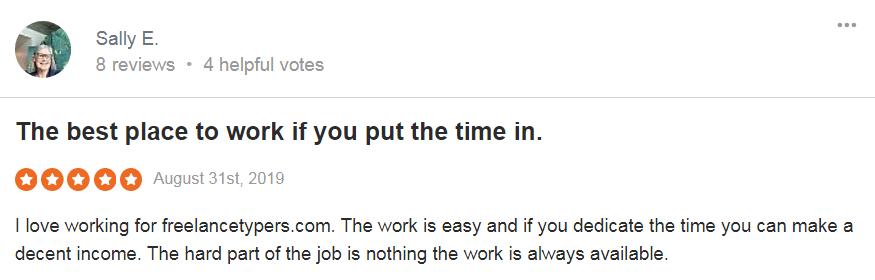 Sally E.
8 reviews • 4 helpful votes
The best place to work if you put the time in.
August 31st, 2019
I love working for freelancetypers.com. The work is easy and if you dedicate the time you can make a
decent income. The hard part of the job is nothing the work is always available.